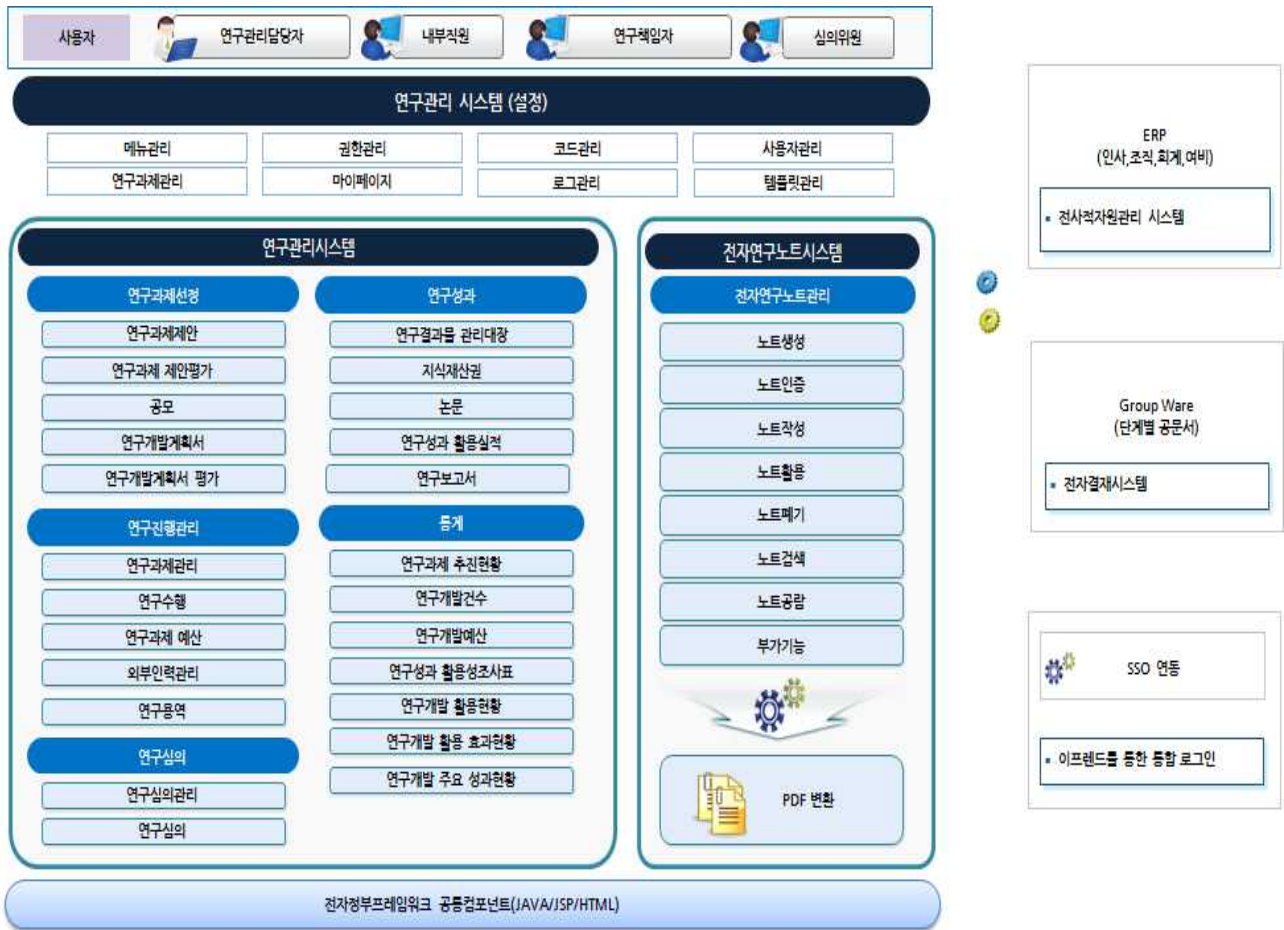 사용자
연구관리담당자
내부직원
연구책임자
심의위원
연구관리 시스템 (설정)
메뉴관리
권한관리
코드관리
사용자관리
연구과제관리
마이페이지
로그관리
템플릿관리
연구관리시스템
연구과제선정
연구과제제안
연구과제 제안평가
공모
연구개발계획서
연구개발계획서 평가
연구진행관리
연구과제관리
연구수행
연구과제 예산
외부인력관리
연구용역
연구심의
연구심의관리
연구심의
연구성과
연구결과물 관리대장
지식재산권
논문
연구성과 활용실적
연구보고서
통계
연구과제 추진현황
연구개발건수
연구개발예산
연구성과 활용성조사표
연구개발 활용현황
연구개발 활용 효과현황
연구개발 주요 성과현황
전자연구노트시스템
전자연구노트관리
노트생성
노트인증
노트작성
노트활용
노트폐기
노트검색
노트공람
부가기능
PDF 변환
전자정부프레임워크 공통컴포넌트(JAVA/JSP/HTML)
ERP
(인사,조직,회계,여비)
▪ 전사적자원관리 시스템
Group Ware
(단계별 공문서)
▪ 전자결재시스템
SSO 연동
▪ 이프렌드를 통한 통합 로그인